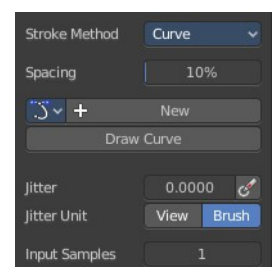 Stroke Method Curve
Spacing 10%
+ New
Draw Curve
Jitter 0.0000
Jitter Unit View Brush
Input Samples 1